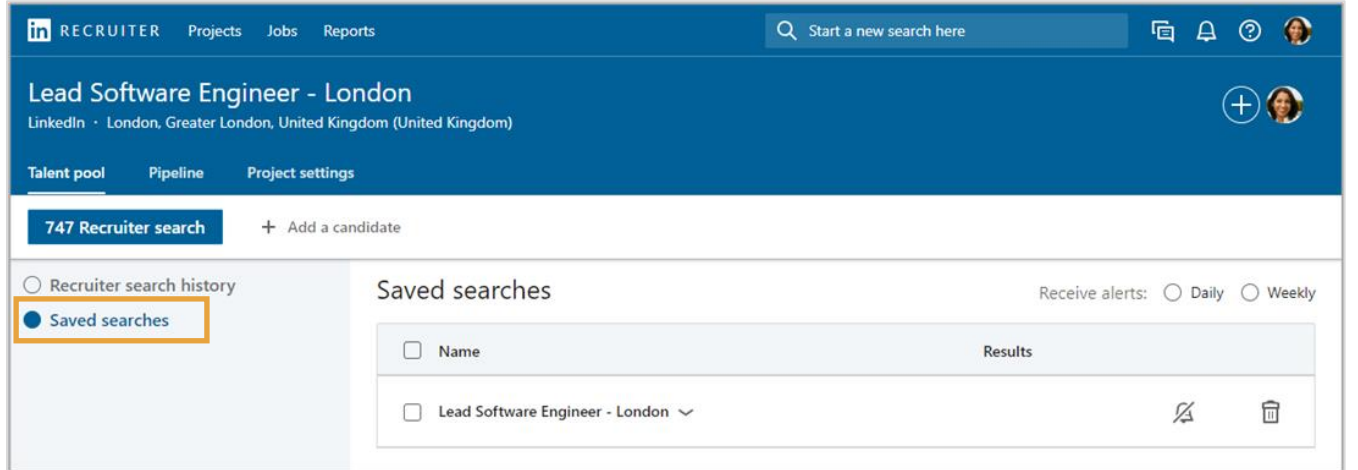 in RECRUITER Projects Jobs Reports Start a new search here
Lead Software Engineer - London
LinkedIn · London, Greater London, United Kingdom (United Kingdom)
Talent pool Pipeline Project settings
747 Recruiter search + Add a candidate
Recruiter search history
Saved searches
Saved searches
Receive alerts: Daily Weekly
Name Results
Lead Software Engineer - London